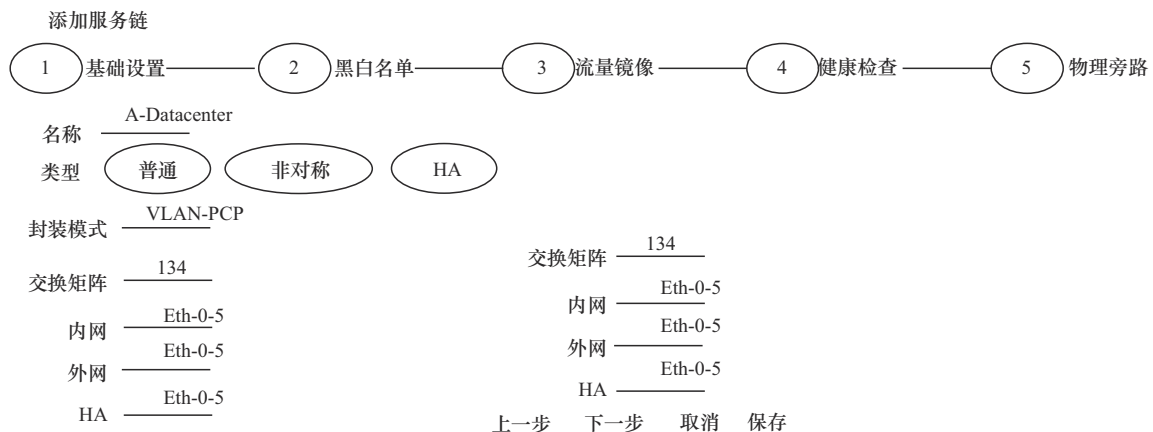 添加服务链
1 基础设置 2 黑白名单 3 流量镜像 4 健康检查 5 物理旁路
名称 A-Datacenter
类型 普通 非对称 HA
封装模式 VLAN-PCP
交换矩阵 134
内网 Eth-0-5
外网 Eth-0-5
HA Eth-0-5
交换矩阵 134
内网 Eth-0-5
外网 Eth-0-5
HA Eth-0-5
上一步 下一步 取消 保存